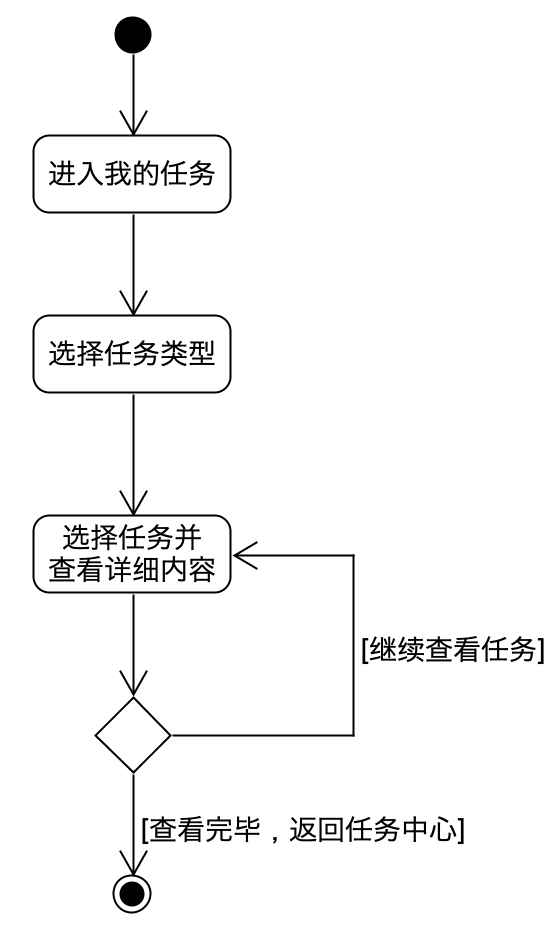 进入我的任务
选择任务类型
选择任务并
查看详细内容
[继续查看任务]
[查看完毕，返回任务中心]